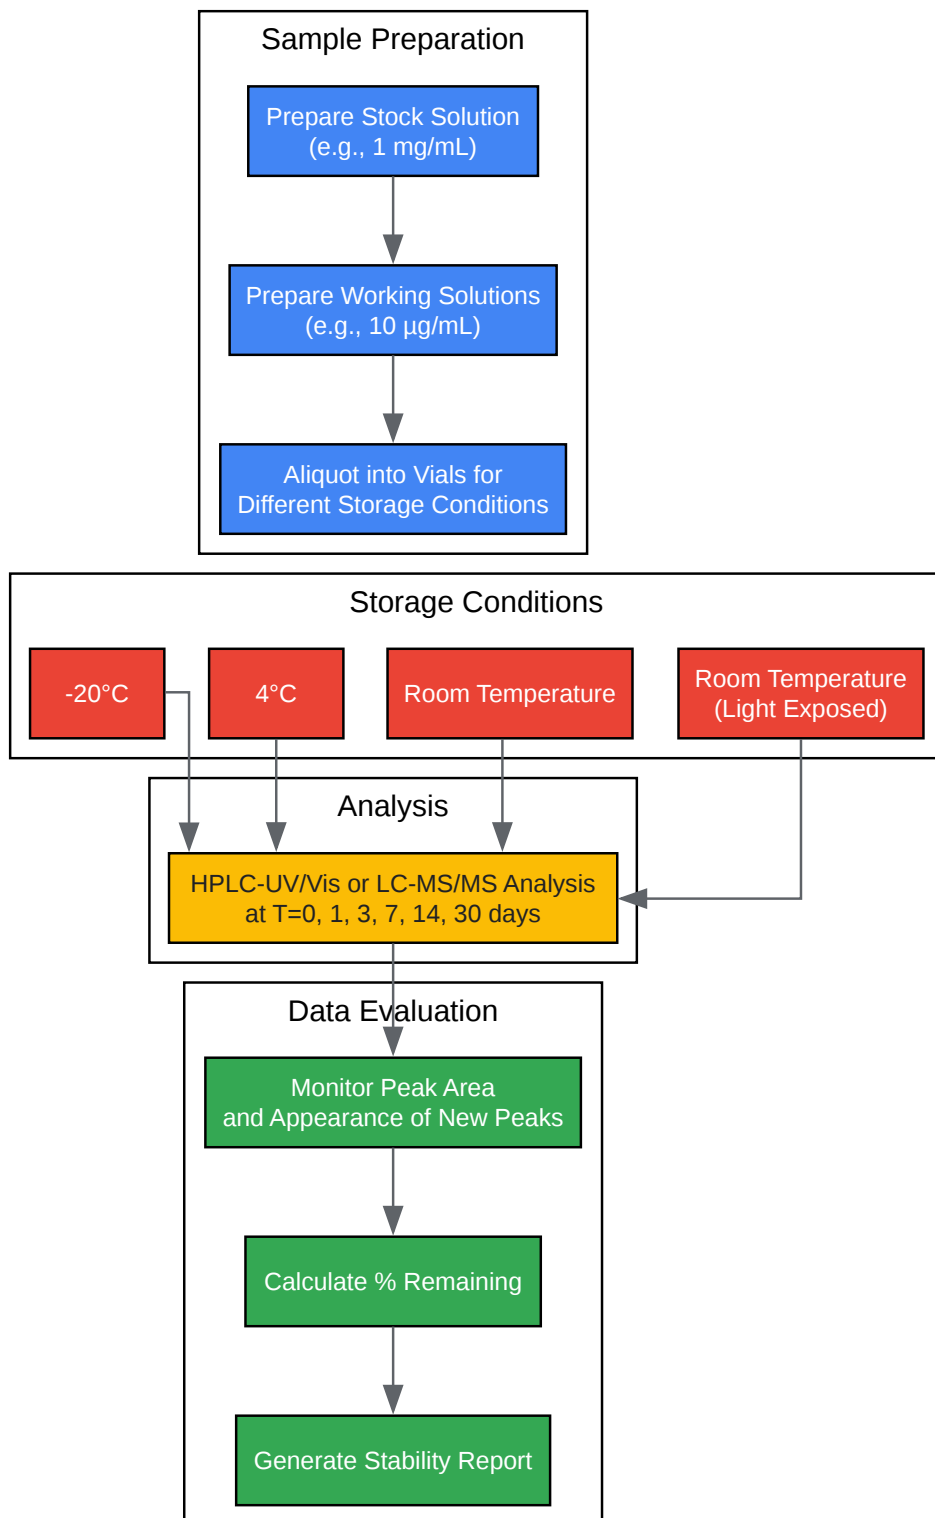 Sample Preparation
Prepare Stock Solution
(e.g., 1 mg/mL)
Prepare Working Solutions
(e.g., 10 µg/mL)
Aliquot into Vials for
Different Storage Conditions
Storage Conditions
-20°C
4°C
Room Temperature
Room Temperature
(Light Exposed)
Analysis
HPLC-UV/Vis or LC-MS/MS Analysis
at T=0, 1, 3, 7, 14, 30 days
Data Evaluation
Monitor Peak Area
and Appearance of New Peaks
Calculate % Remaining
Generate Stability Report